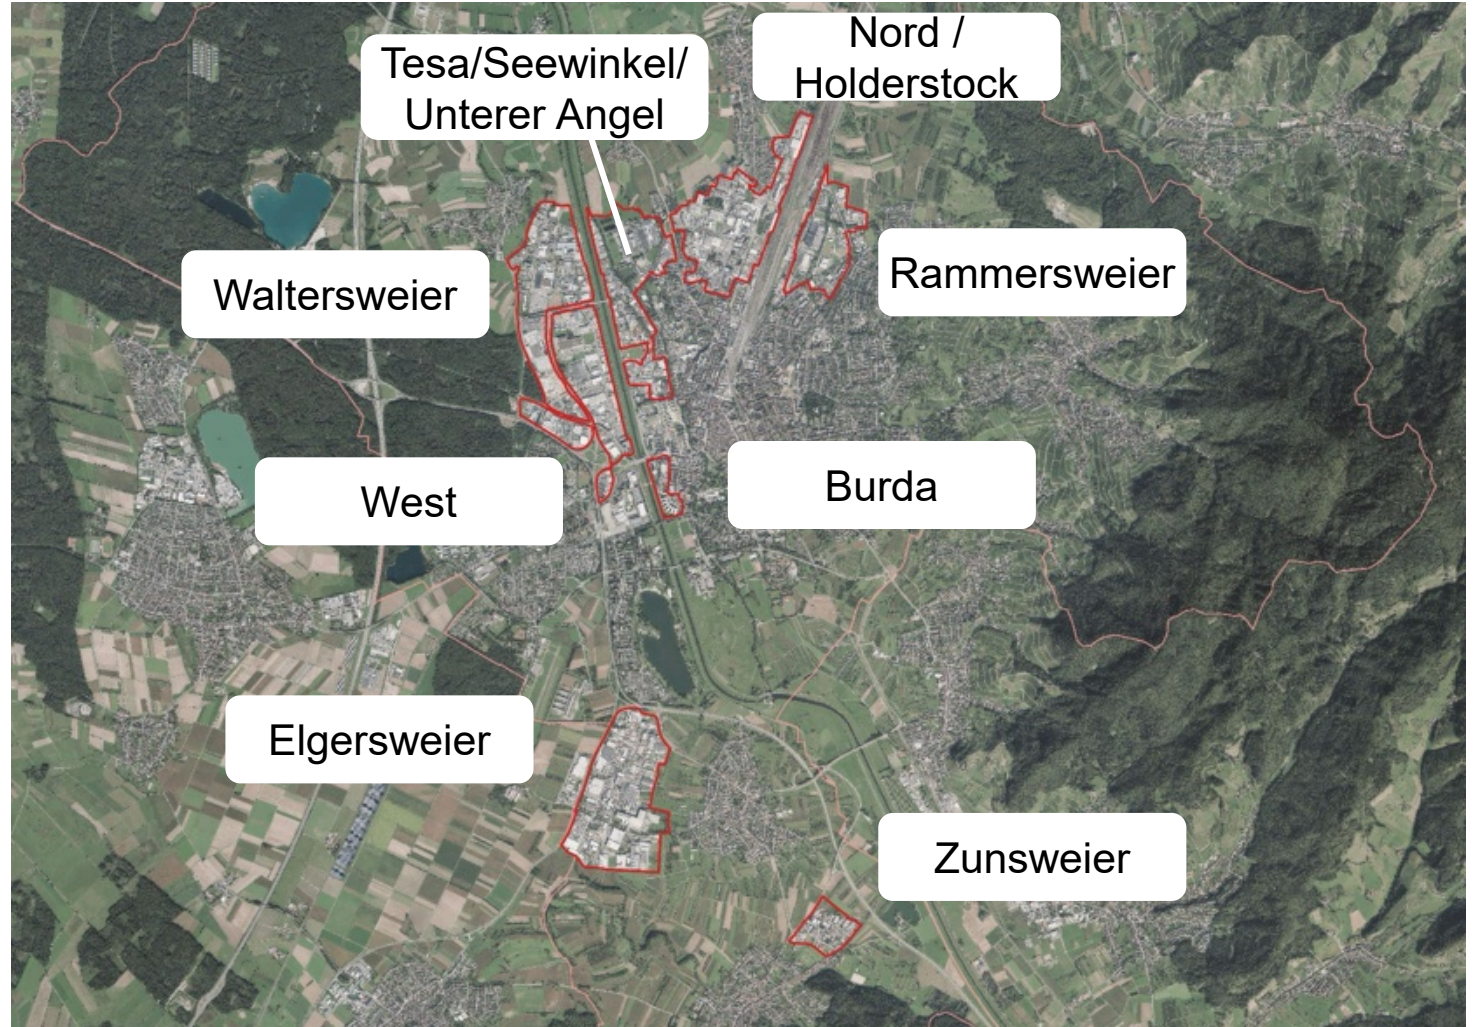 Nord /
Holderstock
Tesa/Seewinkel/
Unterer Angel
Rammersweier
Waltersweier
Burda
West
Elgersweier
Zunsweier